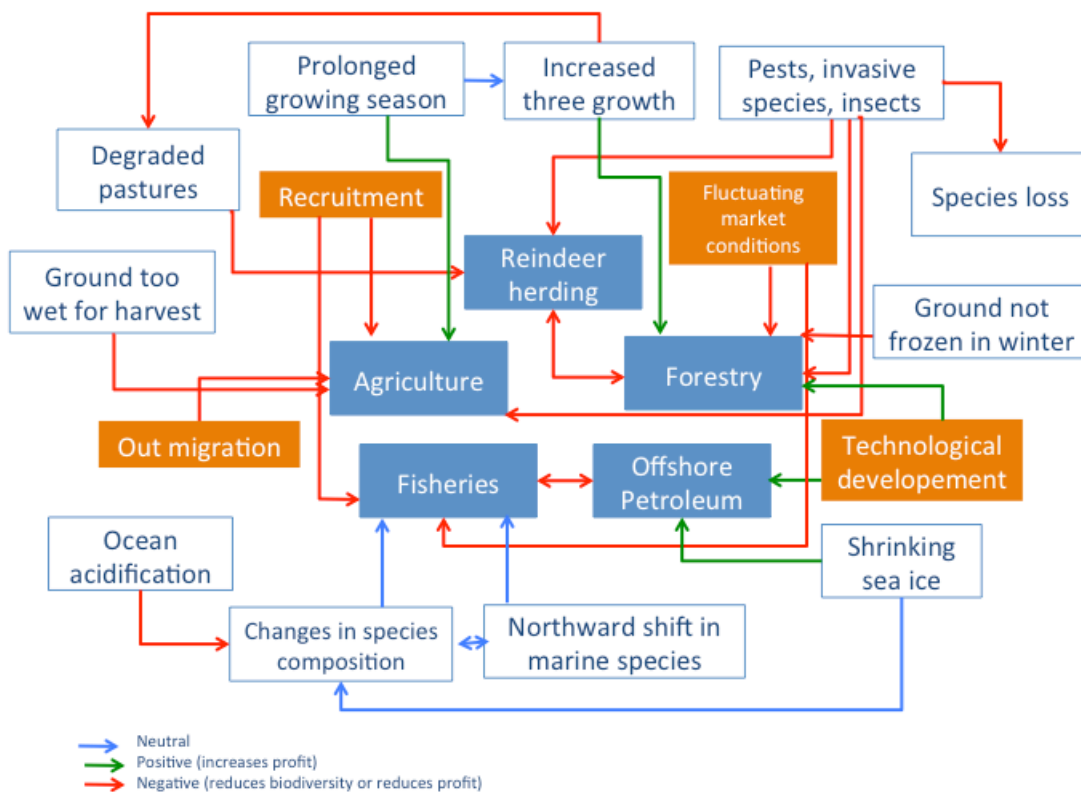 Prolonged
growing season
Increased
three growth
Pests, invasive
species, insects
Degraded
pastures
Recruitment
Fluctuating
market
conditions
Species loss
Ground too
wet for harvest
Reindeer
herding
Ground not
frozen in winter
Agriculture
Forestry
Out migration
Technological
developement
Fisheries
Offshore
Petroleum
Ocean
acidification
Shrinking
sea ice
Changes in species
composition
Northward shift in
marine species
Neutral
Positive (increases profit)
Negative (reduces biodiversity or reduces profit)